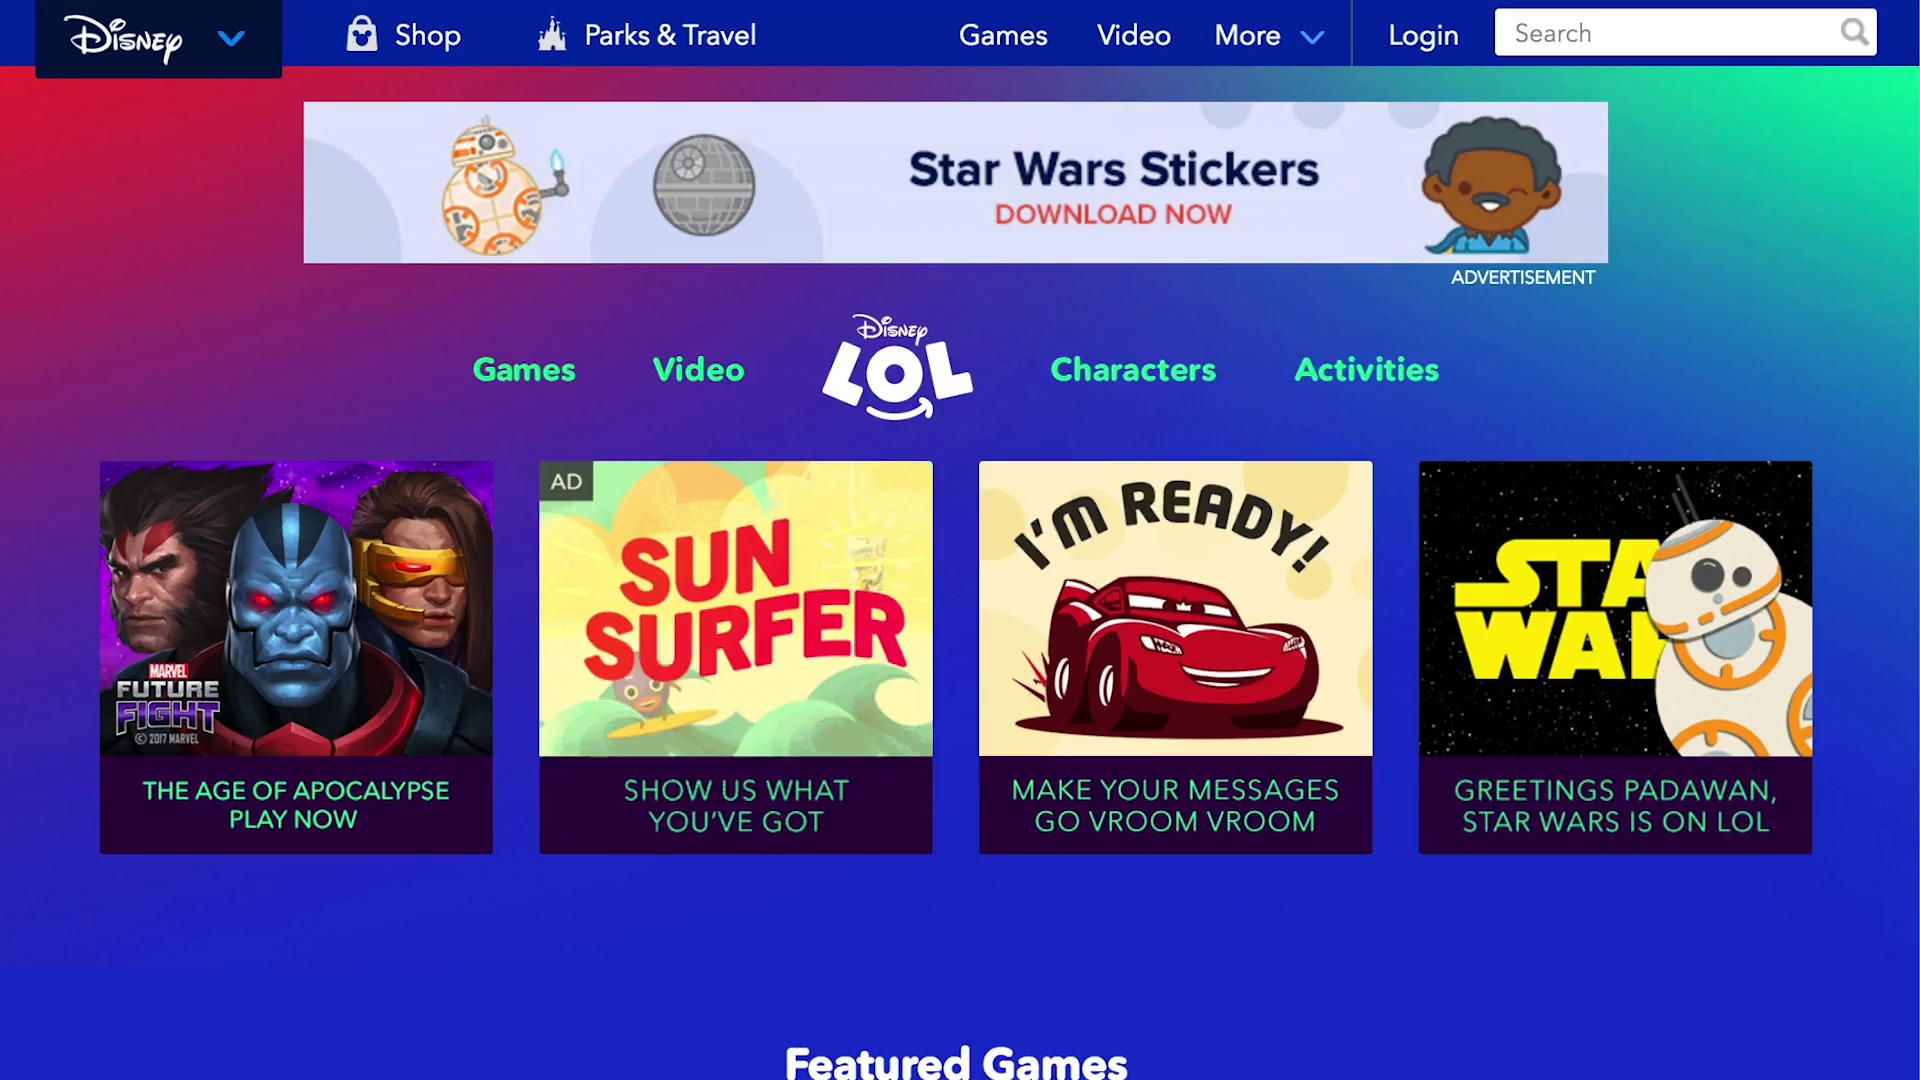 Disney
Shop
Parks & Travel
Games
Video
More
Login
Search
Star Wars Stickers
DOWNLOAD NOW
ADVERTISEMENT
Games
Video
Disney
LOL
Characters
Activities
MARVEL
FUTURE
FIGHT
© 2017 MARVEL
THE AGE OF APOCALYPSE
PLAY NOW
AD
SUN
SURFER
SHOW US WHAT
YOU'VE GOT
I'M READY!
MAKE YOUR MESSAGES
GO VROOM VROOM
STA
WAR
GREETINGS PADAWAN,
STAR WARS IS ON LOL
Featured Games